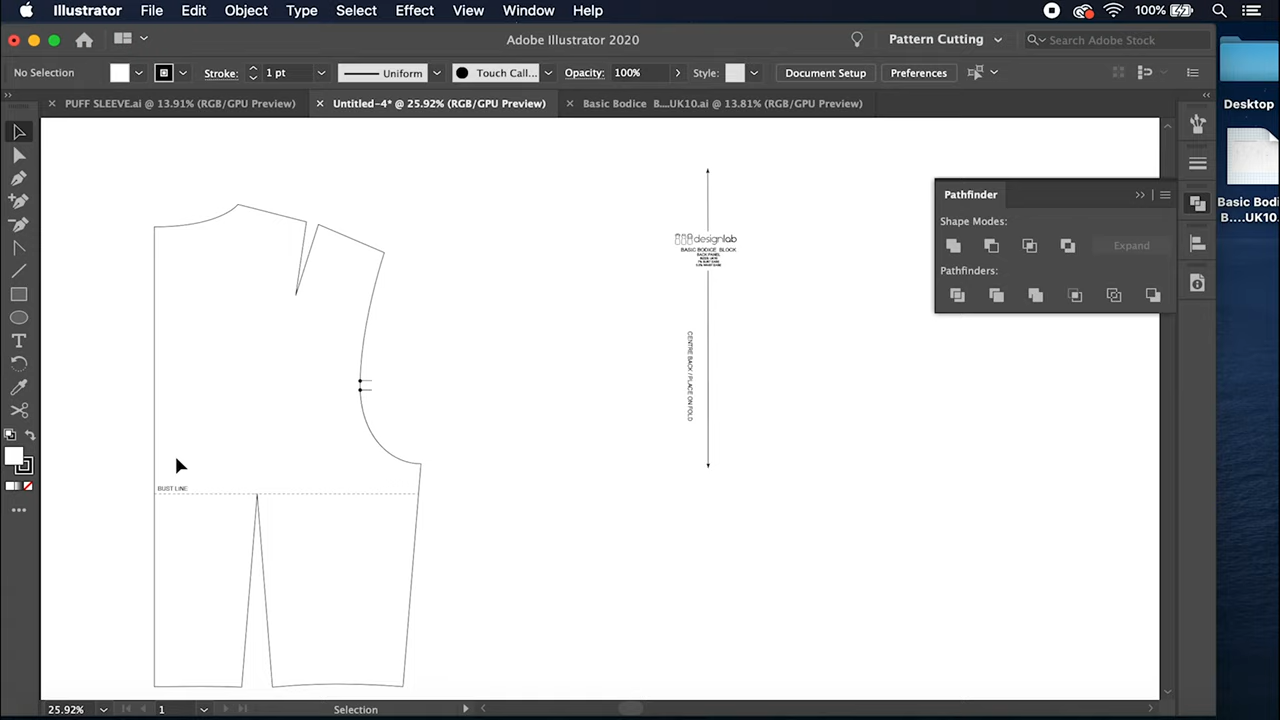 Illustrator File Edit Object Type Select Effect View Window Help 100%
Adobe Illustrator 2020
Pattern Cutting
Search Adobe Stock
No Selection Stroke: 1 pt Uniform Touch Call... Opacity: 100% Style: Document Setup Preferences
PUFF SLEEVE.ai @ 13.91% (RGB/GPU Preview) Untitled-4* @ 25.92% (RGB/GPU Preview) Basic Bodice B....UK10.ai @ 13.81% (RGB/GPU Preview)
Desktop
Basic Bodi
B....UK10.
Pathfinder
Shape Modes:
Expand
Pathfinders:
designlab
BASIC BODICE BLOCK
BACK PANEL
CENTRE BACK / PLACE ON FOLD
BUST LINE
25.92% 1 Selection